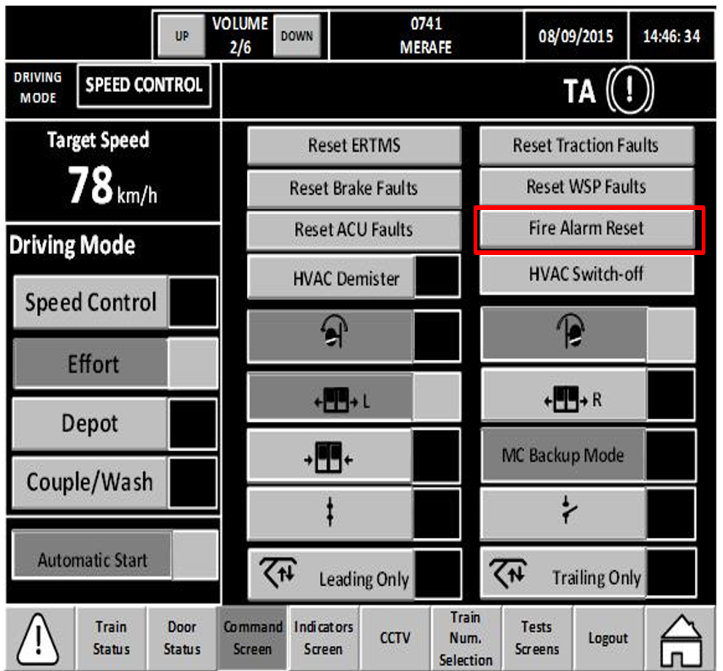 UP
VOLUME
2/6
DOWN
0741
MERAFE
08/09/2015
14:46:34
DRIVING
MODE
SPEED CONTROL
TA (!)
Target Speed
78 km/h
Driving Mode
Speed Control
Effort
Depot
Couple/Wash
Automatic Start
Reset ERTMS
Reset Traction Faults
Reset Brake Faults
Reset WSP Faults
Reset ACU Faults
Fire Alarm Reset
HVAC Demister
HVAC Switch-off
L
R
MC Backup Mode
Leading Only
Trailing Only
!
Train
Status
Door
Status
Command
Screen
Indicators
Screen
CCTV
Train
Num.
Selection
Tests
Screens
Logout